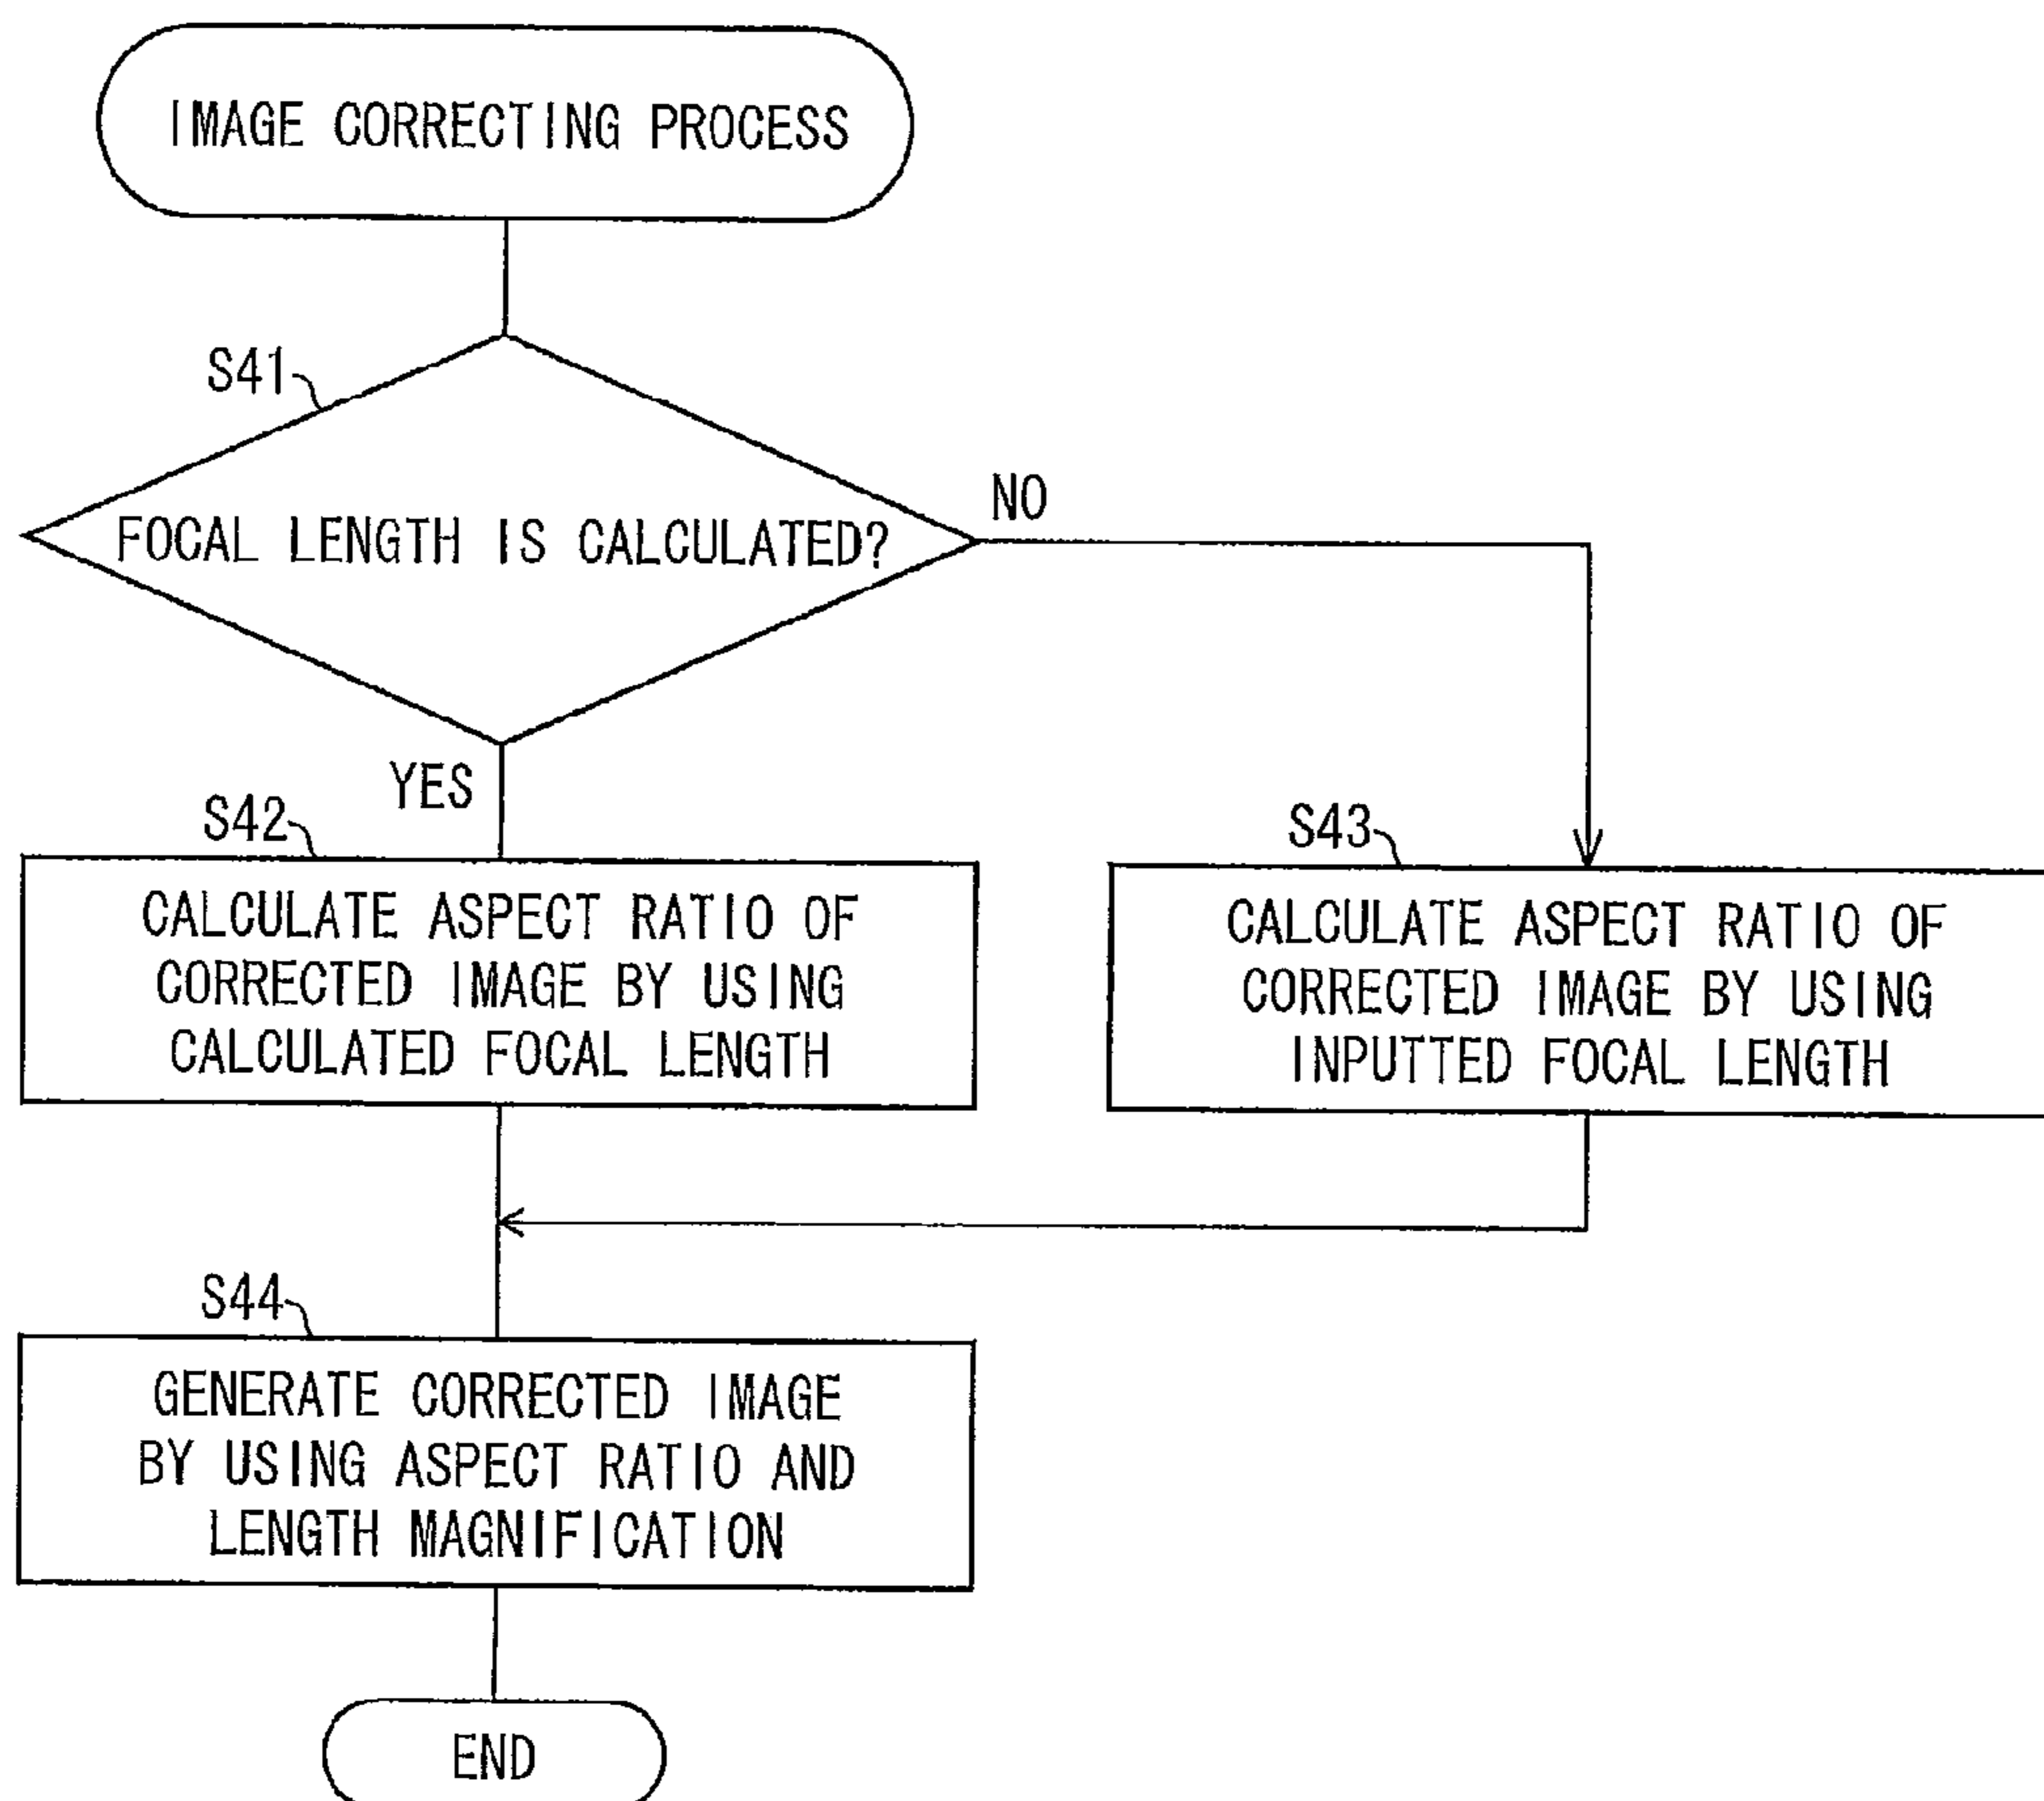 IMAGE CORRECTING PROCESS
S41
FOCAL LENGTH IS CALCULATED?
NO
YES
S42
CALCULATE ASPECT RATIO OF
CORRECTED IMAGE BY USING
CALCULATED FOCAL LENGTH
S43
CALCULATE ASPECT RATIO OF
CORRECTED IMAGE BY USING
INPUTTED FOCAL LENGTH
S44
GENERATE CORRECTED IMAGE
BY USING ASPECT RATIO AND
LENGTH MAGNIFICATION
END